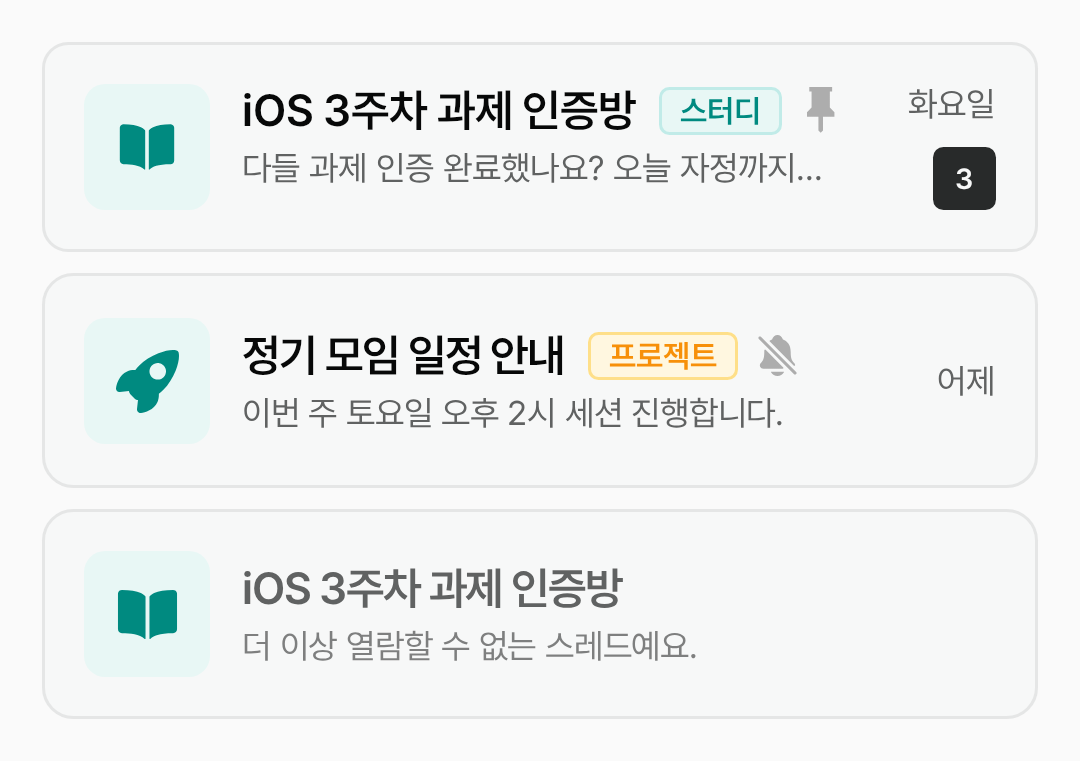 iOS 3주차 과제 인증방 스터디 화요일
다들 과제 인증 완료했나요? 오늘 자정까지... 3
정기 모임 일정 안내 프로젝트
이번 주 토요일 오후 2시 세션 진행합니다. 어제
iOS 3주차 과제 인증방
더 이상 열람할 수 없는 스레드예요.